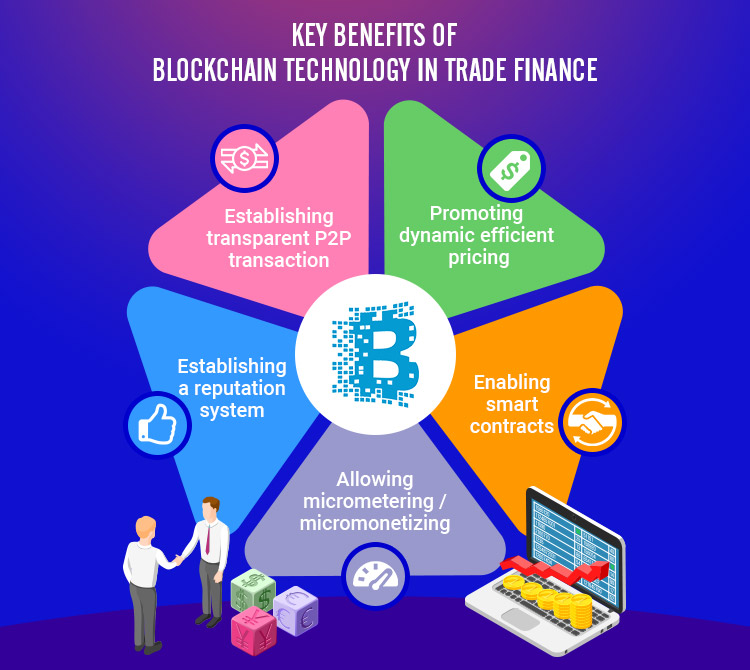 KEY BENEFITS OF
BLOCKCHAIN TECHNOLOGY IN TRADE FINANCE
Establishing
transparent P2P
transaction
Promoting
dynamic efficient
pricing
Establishing
a reputation
system
Enabling
smart
contracts
Allowing
micrometering /
micromonetizing
B
$
$
$
$
$
€
€
€
¥
¥
¥